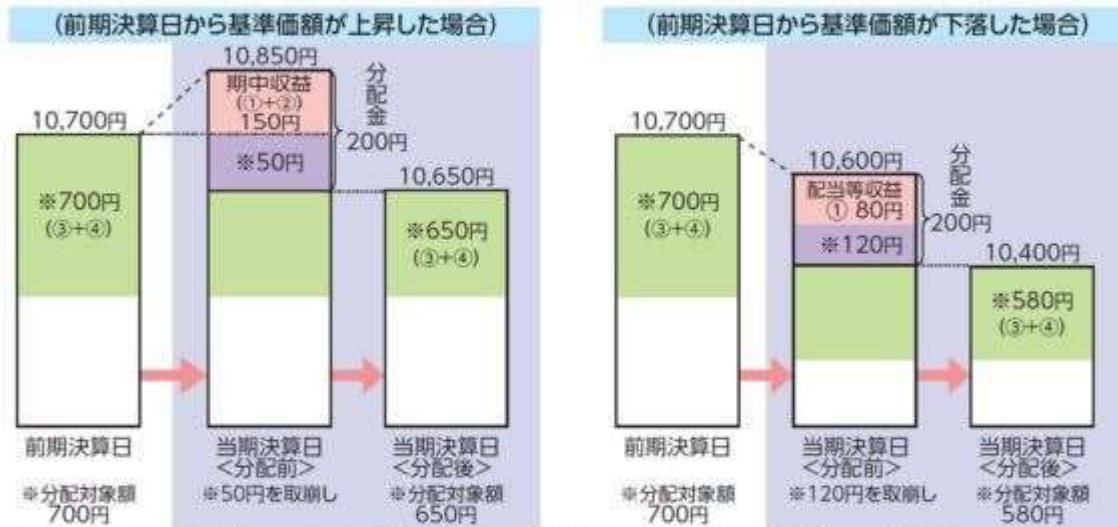 (前期決算日から基準価額が上昇した場合)
10,700円
※700円
(③+④)
10,850円
期中収益
(①+②)
150円
※50円
分配金
200円
10,650円
※650円
(③+④)
前期決算日
当期決算日
<分配前>
当期決算日
<分配後>
※分配対象額
700円
※50円を取崩し
※分配対象額
650円
(前期決算日から基準価額が下落した場合)
10,700円
※700円
(③+④)
10,600円
配当等収益
① 80円
※120円
分配金
200円
10,400円
※580円
(③+④)
前期決算日
当期決算日
<分配前>
当期決算日
<分配後>
※分配対象額
700円
※120円を取崩し
※分配対象額
580円